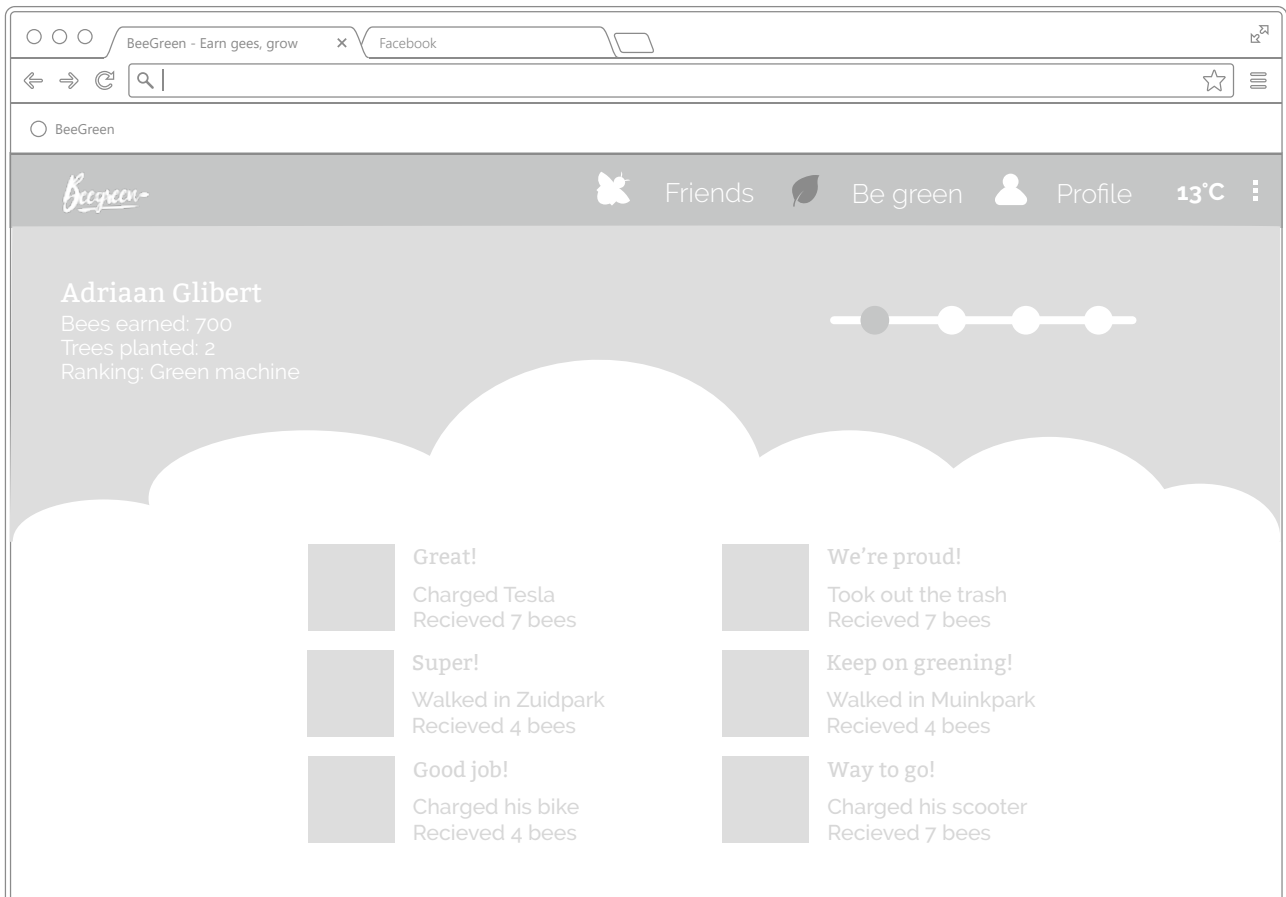 BeeGreen - Earn gees, grow
Facebook
BeeGreen
Beegreen
Friends
Be green
Profile
13°C
Adriaan Glibert
Bees earned: 700
Trees planted: 2
Ranking: Green machine
Great!
Charged Tesla
Recieved 7 bees
We're proud!
Took out the trash
Recieved 7 bees
Super!
Walked in Zuidpark
Recieved 4 bees
Keep on greening!
Walked in Muinkpark
Recieved 4 bees
Good job!
Charged his bike
Recieved 4 bees
Way to go!
Charged his scooter
Recieved 7 bees